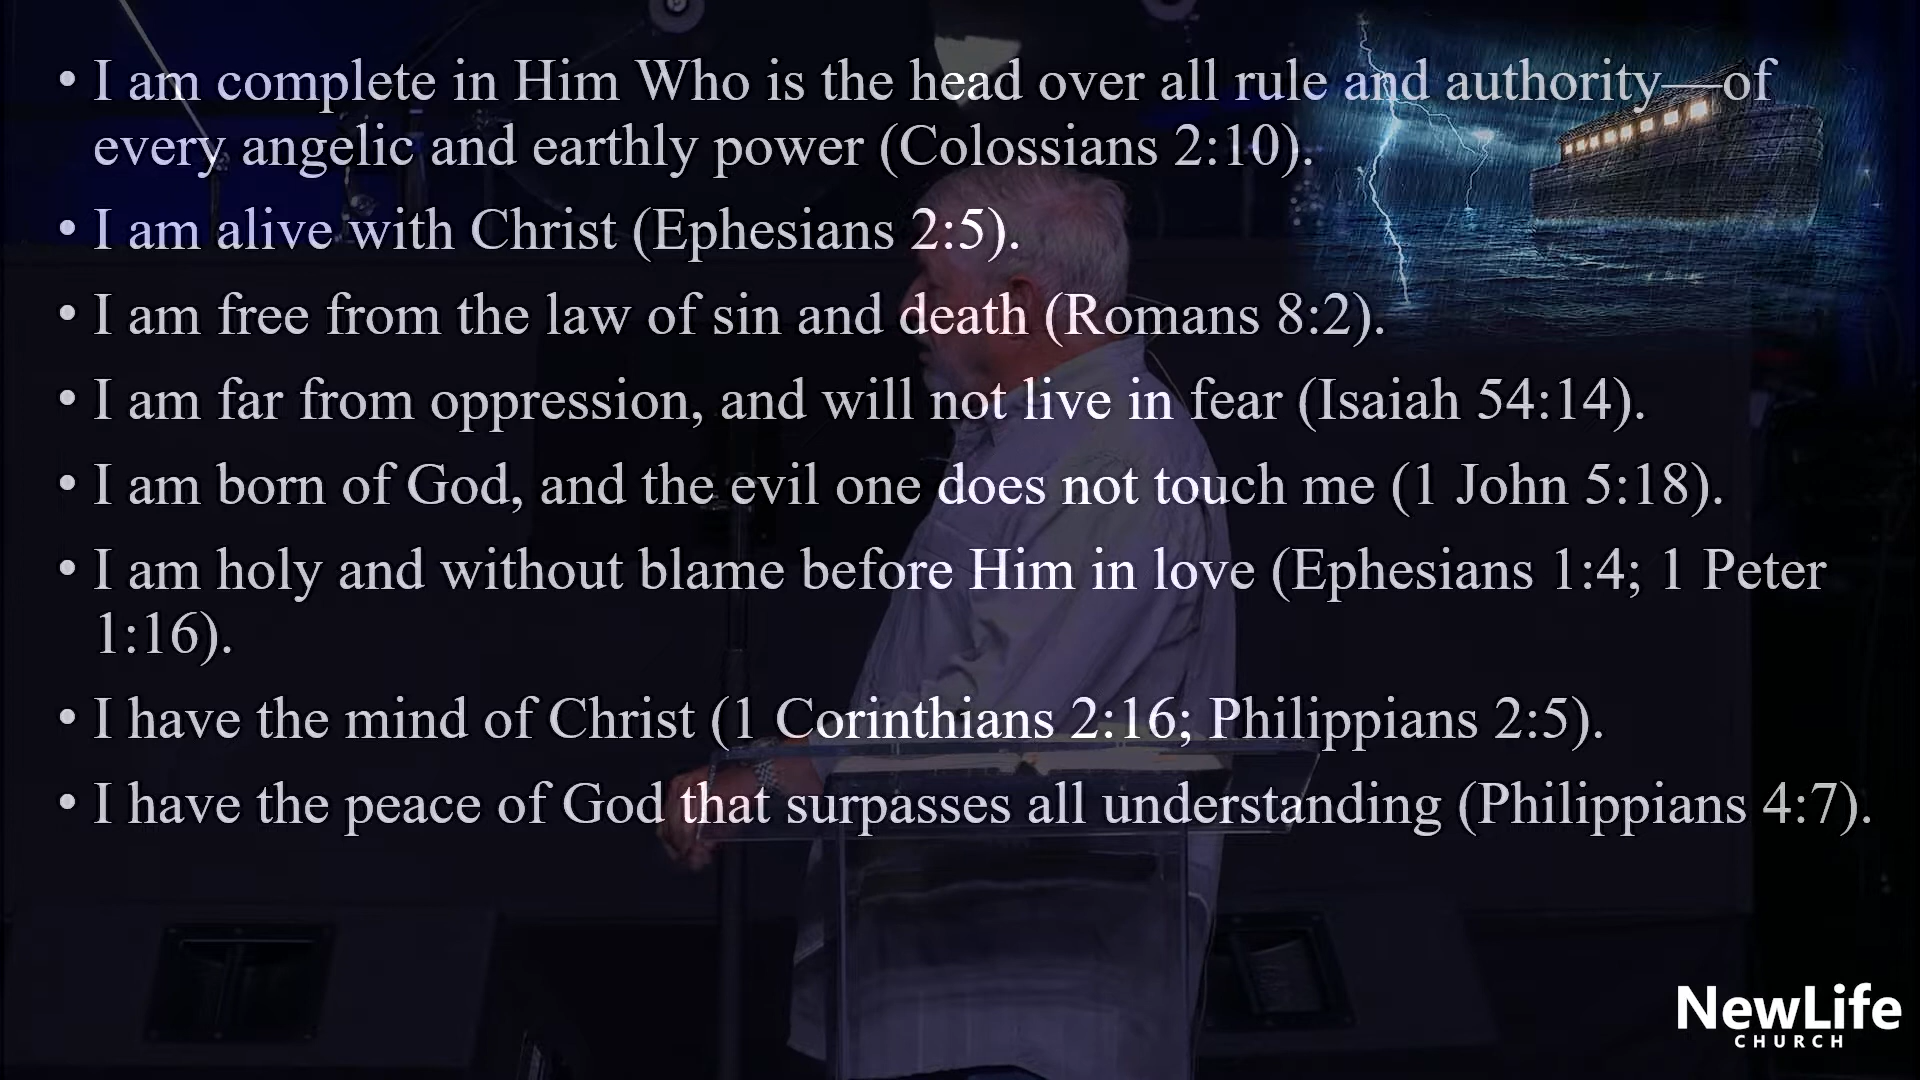 • I am complete in Him Who is the head over all rule and authority—of
every angelic and earthly power (Colossians 2:10).
• I am alive with Christ (Ephesians 2:5).
• I am free from the law of sin and death (Romans 8:2).
• I am far from oppression, and will not live in fear (Isaiah 54:14).
• I am born of God, and the evil one does not touch me (1 John 5:18).
• I am holy and without blame before Him in love (Ephesians 1:4; 1 Peter
1:16).
• I have the mind of Christ (1 Corinthians 2:16; Philippians 2:5).
• I have the peace of God that surpasses all understanding (Philippians 4:7).
NewLife
CHURCH